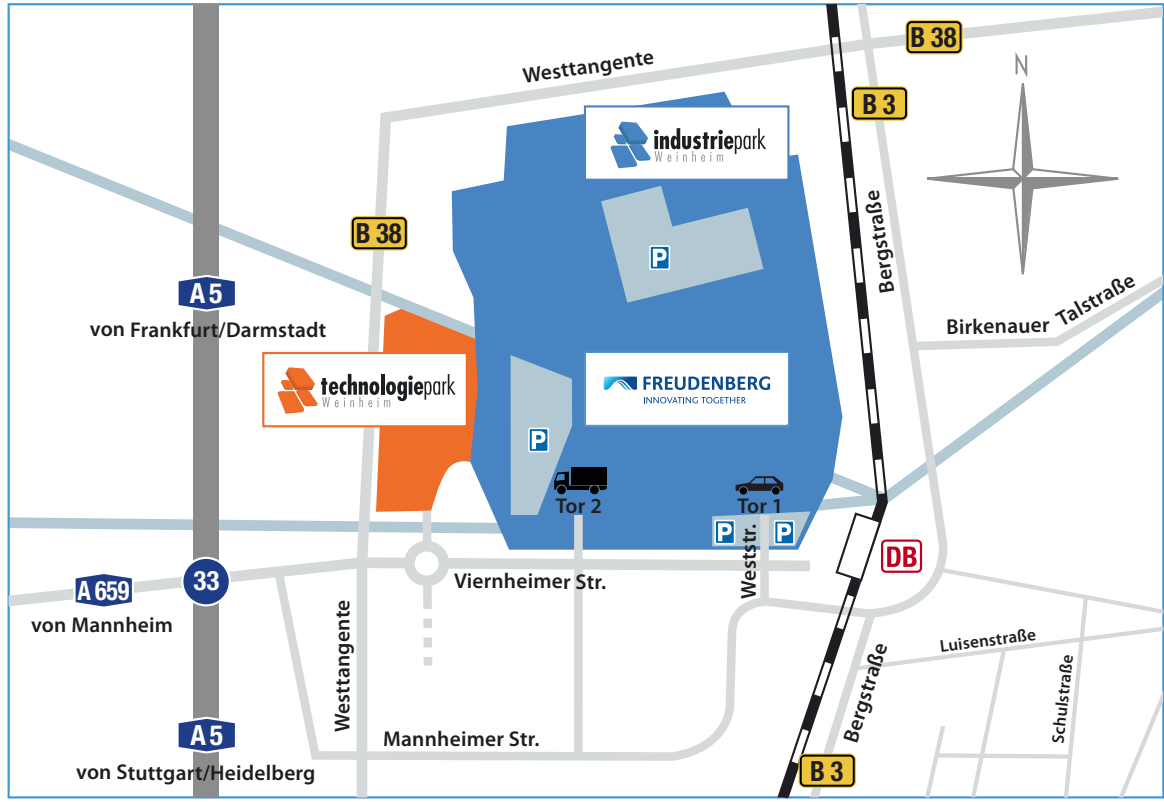 B 38
Westtangente
N
B 3
industriepark
Weinheim
B 38
P
Bergstraße
A 5
von Frankfurt/Darmstadt
Birkenauer Talstraße
technologiepark
Weinheim
FREUDENBERG
INNOVATING TOGETHER
P
Tor 2
Tor 1
P
P
Weststr.
DB
33
A 659
von Mannheim
Viernheimer Str.
Westtangente
Luisenstraße
Schulstraße
Bergstraße
A 5
von Stuttgart/Heidelberg
Mannheimer Str.
B 3